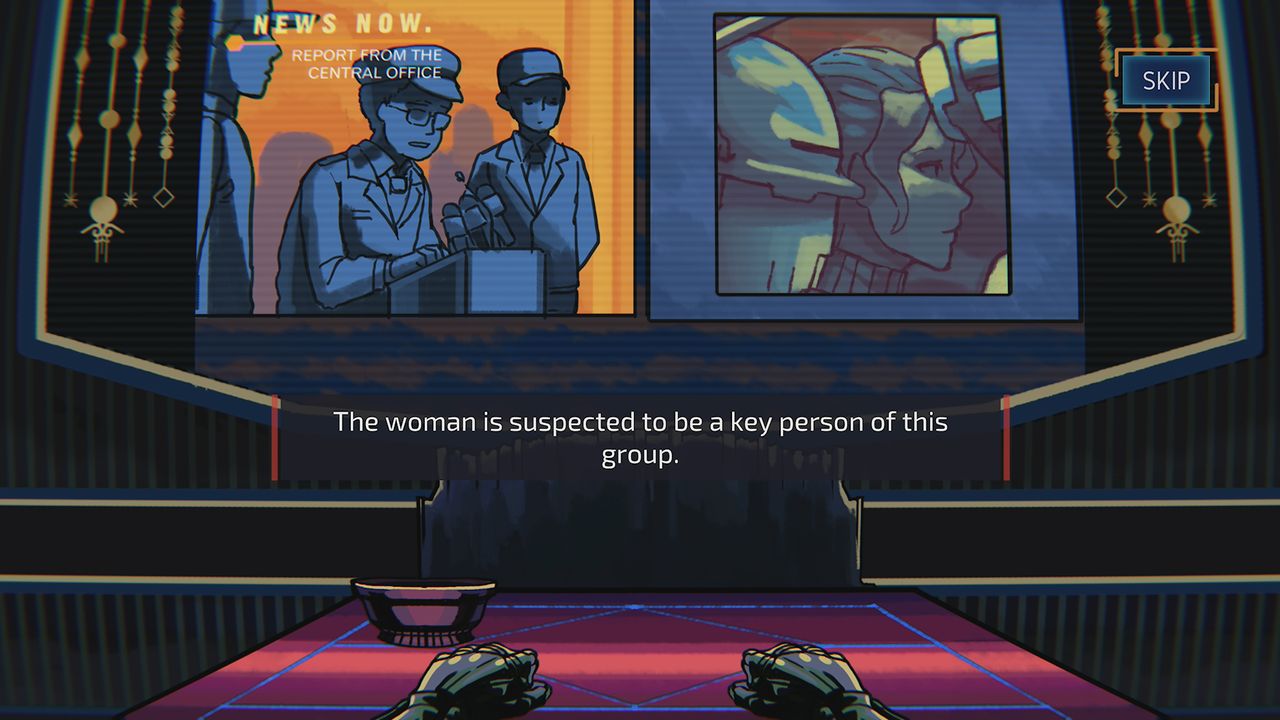 NEWS NOW.
REPORT FROM THE
CENTRAL OFFICE
SKIP
The woman is suspected to be a key person of this
group.